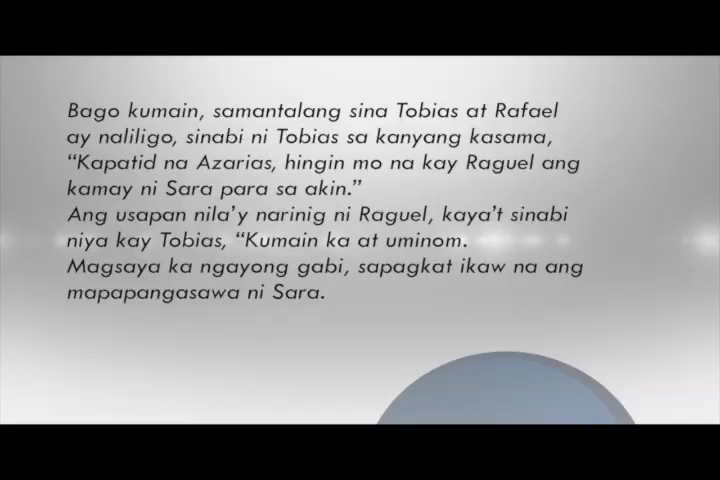 Bago kumain, samantalang sina Tobias at Rafael
ay naliligo, sinabi ni Tobias sa kanyang kasama,
“Kapatid na Azarias, hingin mo na kay Raguel ang
kamay ni Sara para sa akin.”
Ang usapan nila’y narinig ni Raguel, kaya’t sinabi
niya kay Tobias, “Kumain ka at uminom.
Magsaya ka ngayong gabi, sapagkat ikaw na ang
mapapangasawa ni Sara.